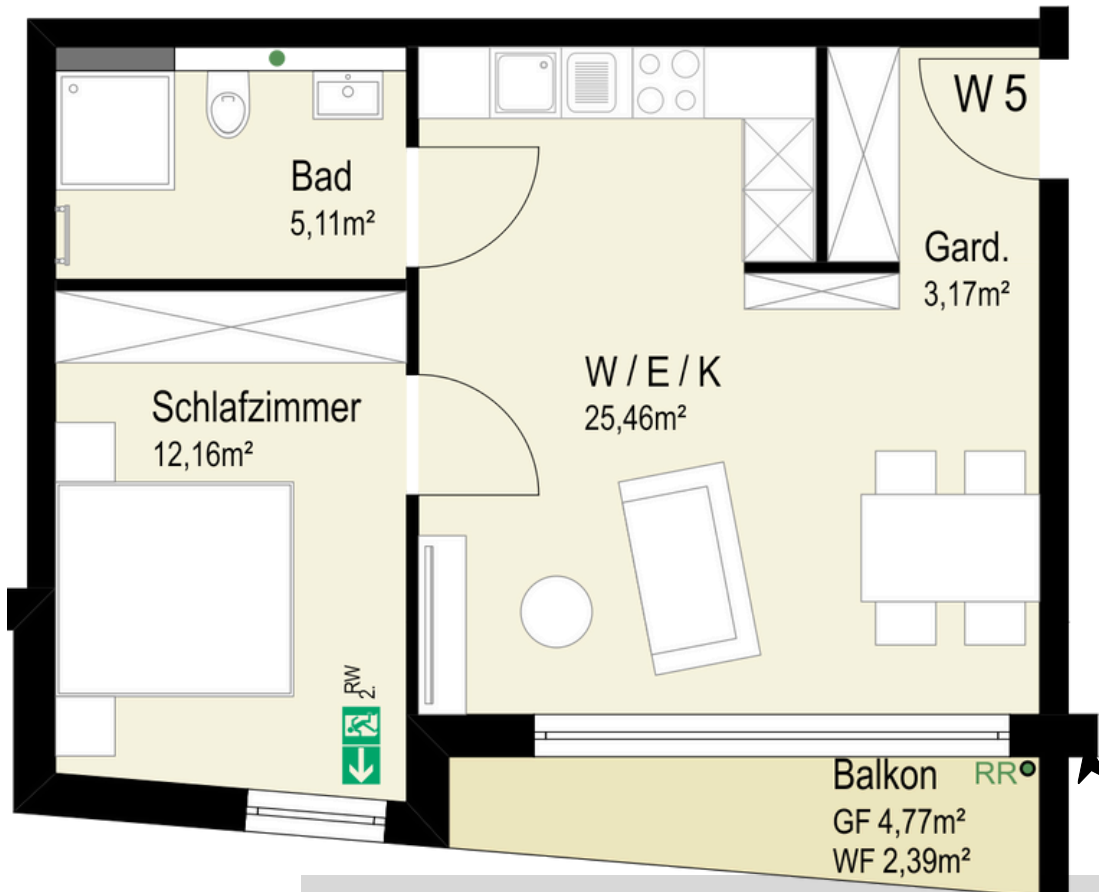 W 5
Bad
5,11m²
Gard.
3,17m²
W / E / K
25,46m²
Schlafzimmer
12,16m²
2.
RW
Balkon
RR
GF 4,77m²
WF 2,39m²